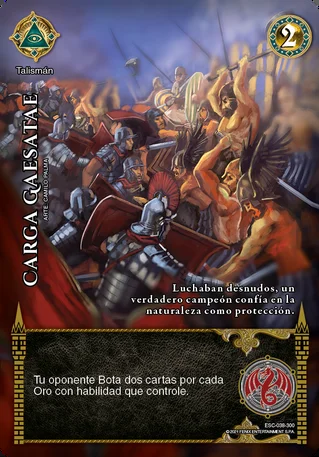 2
Talismán
CARGA GAESATAE
ARTE: CAMILO PALMA
Luchaban desnudos, un
verdadero campeón confía en la
naturaleza como protección.
Tu oponente Bota dos cartas por cada
Oro con habilidad que controle.
ESC-038-300
©2021 FENIX ENTERTAINMENT S.P.A.